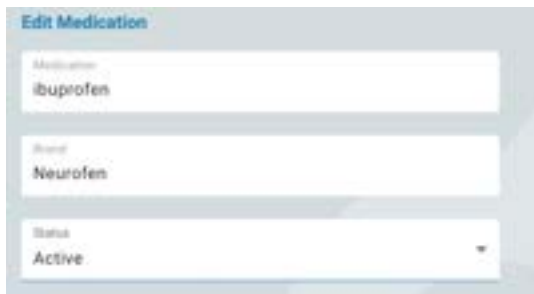 Edit Medication
Medication
ibuprofen
Brand
Neurofen
Status
Active